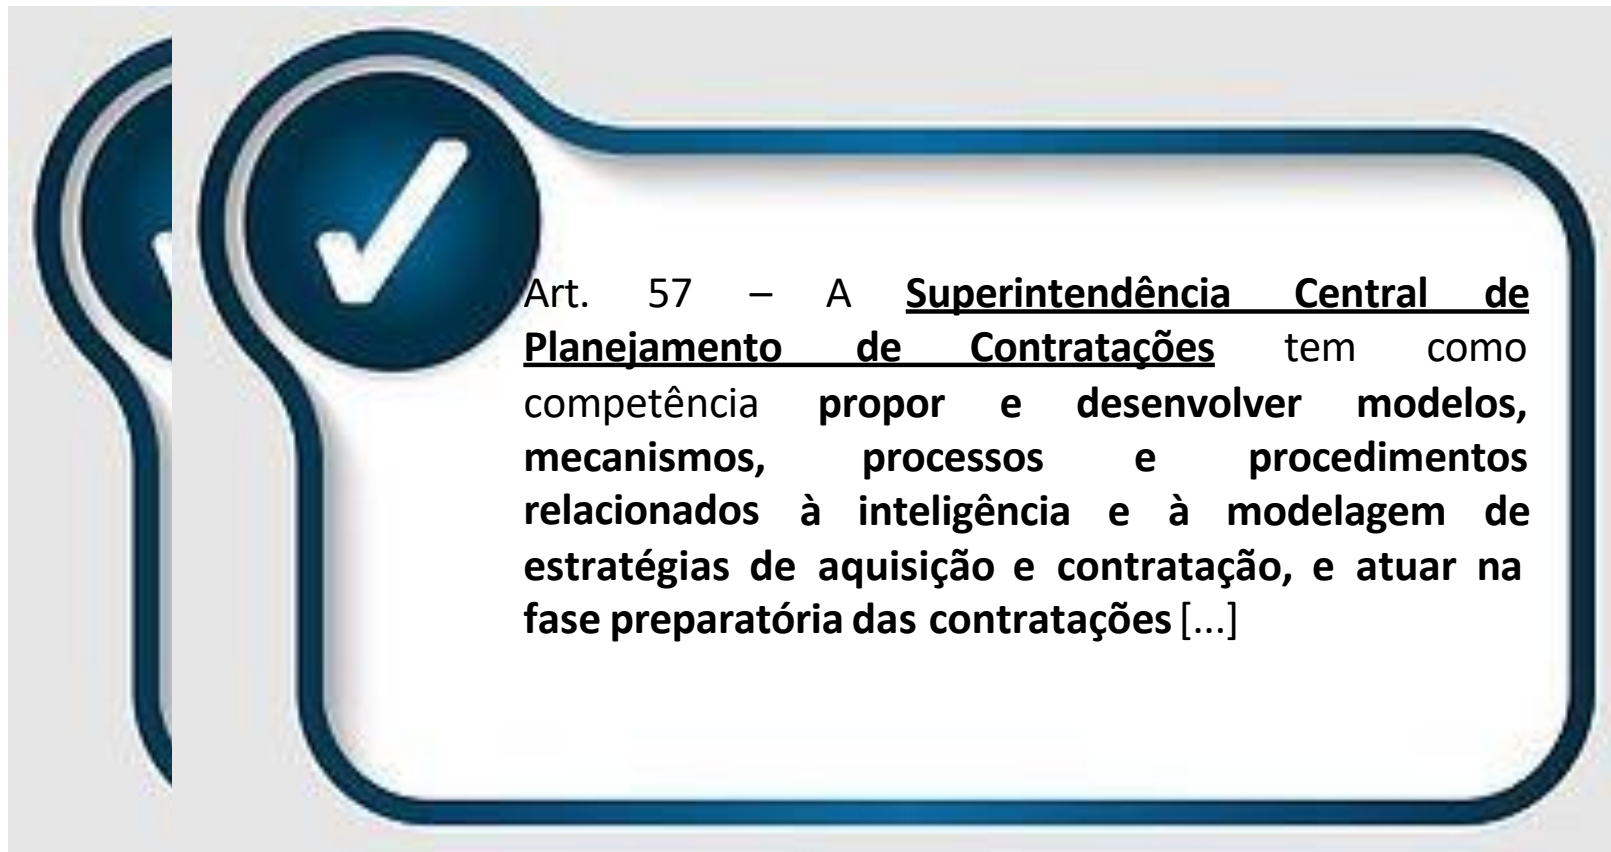 Art. 57 – A Superintendência Central de
Planejamento de Contratações tem como
competência propor e desenvolver modelos,
mecanismos, processos e procedimentos
relacionados à inteligência e à modelagem de
estratégias de aquisição e contratação, e atuar na
fase preparatória das contratações [...]